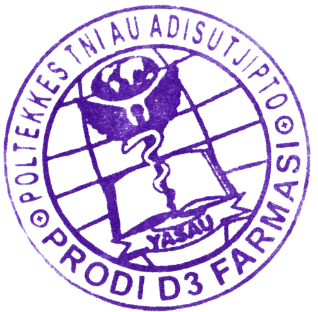 POLTEKKES TNI AU ADISUTJIPTO
YASAU
PRODI D3 FARMASI